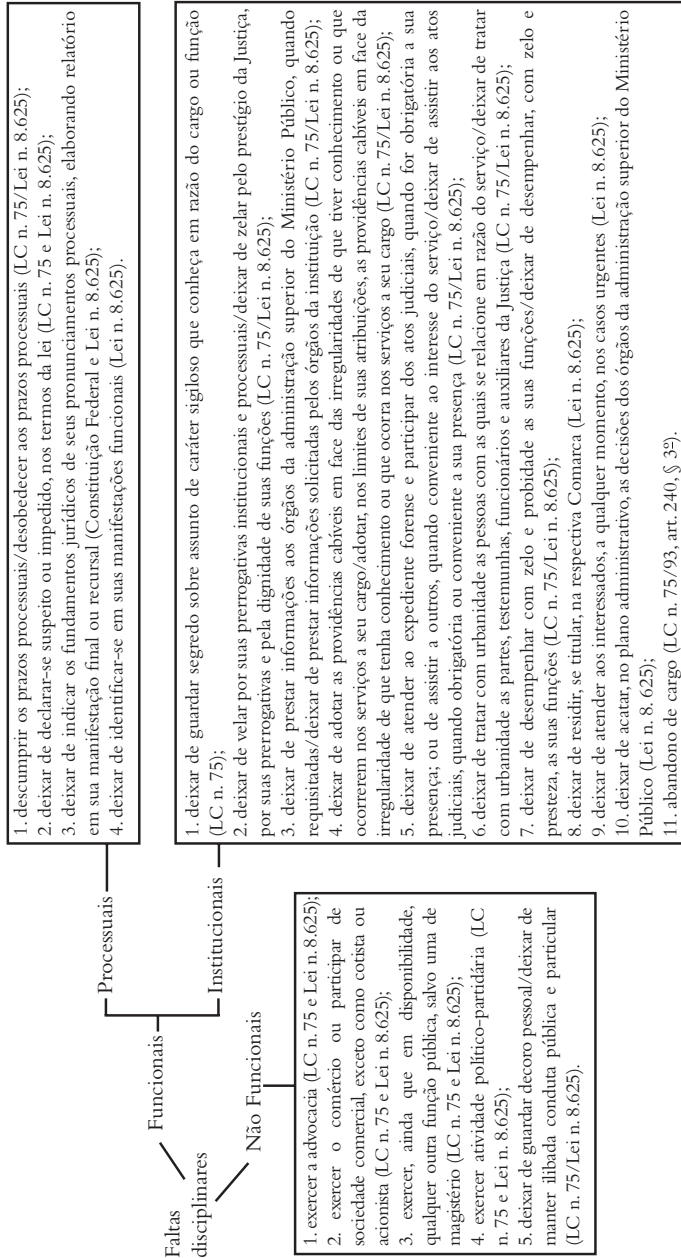 Faltas
disciplinares
Funcionais
Processuais
1. descumprir os prazos processuais/desobedecer aos prazos processuais (LC n. 75/Lei n. 8.625);
2. deixar de declarar-se suspeito ou impedido, nos termos da lei (LC n. 75 e Lei n. 8.625);
3. deixar de indicar os fundamentos jurídicos de seus pronunciamentos processuais, elaborando relatório
em sua manifestação final ou recursal (Constituição Federal e Lei n. 8.625);
4. deixar de identificar-se em suas manifestações funcionais (Lei n. 8.625).
Institucionais
1. deixar de guardar segredo sobre assunto de caráter sigiloso que conheça em razão do cargo ou função
(LC n. 75);
2. deixar de velar por suas prerrogativas institucionais e processuais/deixar de zelar pelo prestígio da Justiça,
por suas prerrogativas e pela dignidade de suas funções (LC n. 75/Lei n. 8.625);
3. deixar de prestar informações aos órgãos da administração superior do Ministério Público, quando
requisitadas/deixar de prestar informações solicitadas pelos órgãos da instituição (LC n. 75/Lei n. 8.625);
4. deixar de adotar as providências cabíveis em face das irregularidades de que tiver conhecimento ou que
ocorrerem nos serviços a seu cargo/adotar, nos limites de suas atribuições, as providências cabíveis em face da
irregularidade de que tenha conhecimento ou que ocorra nos serviços a seu cargo (LC n. 75/Lei n. 8.625);
5. deixar de atender ao expediente forense e participar dos atos judiciais, quando for obrigatória a sua
presença; ou de assistir a outros, quando conveniente ao interesse do serviço/deixar de assistir aos atos
judiciais, quando obrigatória ou conveniente a sua presença (LC n. 75/Lei n. 8.625);
6. deixar de tratar com urbanidade as pessoas com as quais se relacione em razão do serviço/deixar de tratar
com urbanidade as partes, testemunhas, funcionários e auxiliares da Justiça (LC n. 75/Lei n. 8.625);
7. deixar de desempenhar com zelo e probidade as suas funções/deixar de desempenhar, com zelo e
presteza, as suas funções (LC n. 75/Lei n. 8.625);
8. deixar de residir, se titular, na respectiva Comarca (Lei n. 8.625);
9. deixar de atender aos interessados, a qualquer momento, nos casos urgentes (Lei n. 8.625);
10. deixar de acatar, no plano administrativo, as decisões dos órgãos da administração superior do Ministério
Público (Lei n. 8. 625);
11. abandono de cargo (LC n. 75/93, art. 240, § 3º).
Não Funcionais
1. exercer a advocacia (LC n. 75 e Lei n. 8.625);
2. exercer o comércio ou participar de
sociedade comercial, exceto como cotista ou
acionista (LC n. 75 e Lei n. 8.625);
3. exercer, ainda que em disponibilidade,
qualquer outra função pública, salvo uma de
magistério (LC n. 75 e Lei n. 8.625);
4. exercer atividade político-partidária (LC
n. 75 e Lei n. 8.625);
5. deixar de guardar decoro pessoal/deixar de
manter ilibada conduta pública e particular
(LC n. 75/Lei n. 8.625).